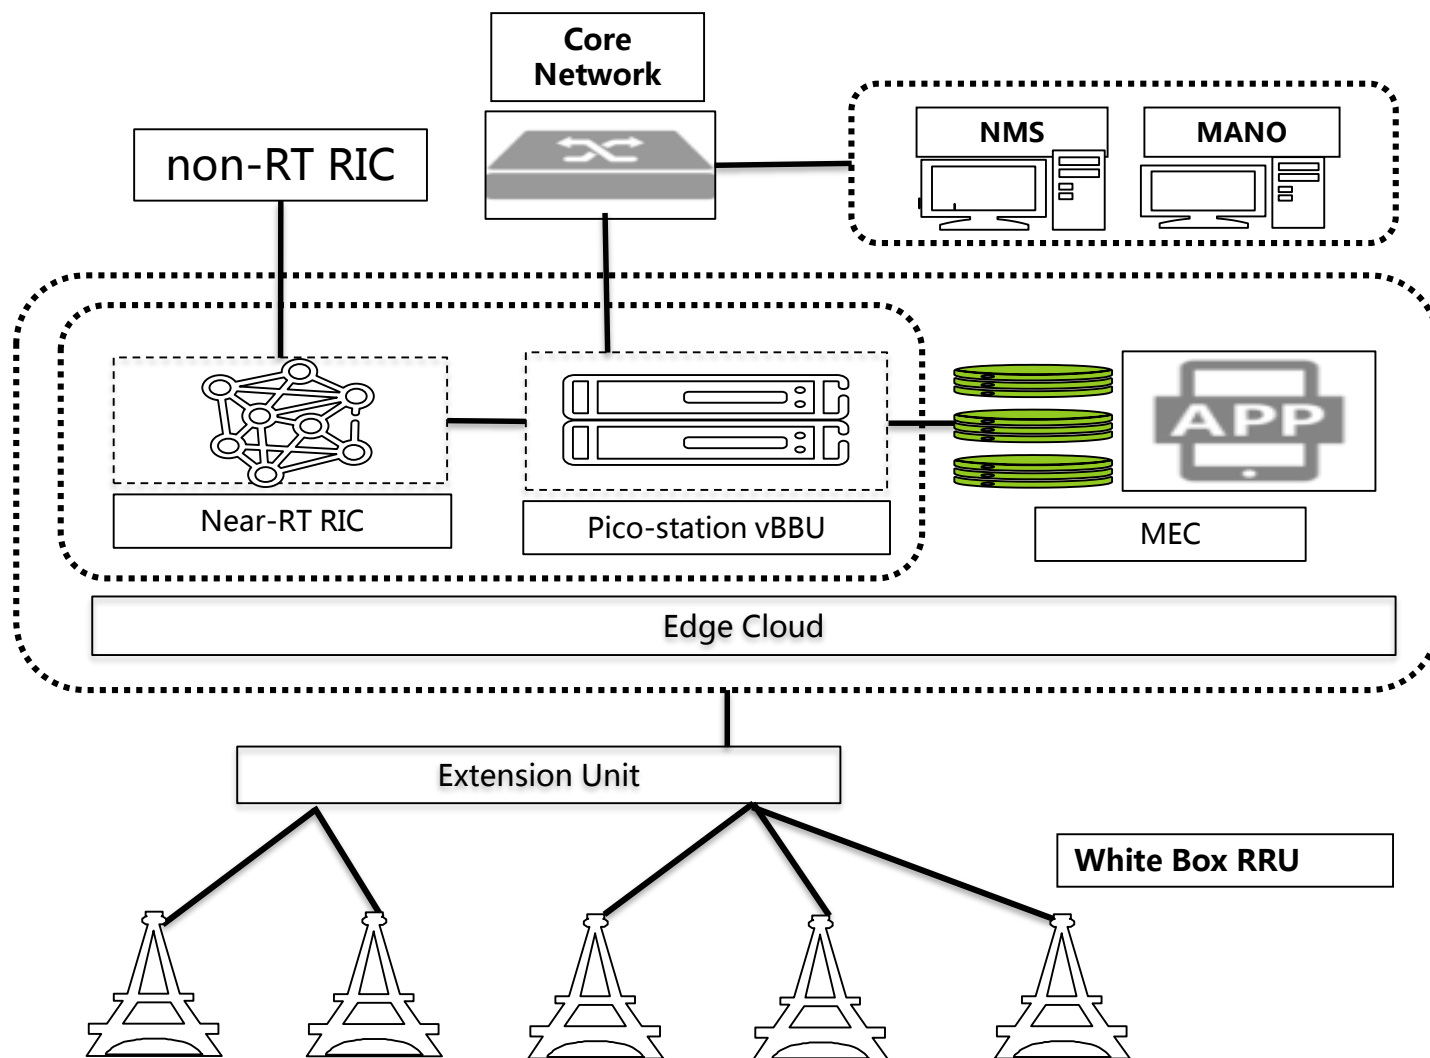 Core
Network
NMS
MANO
non-RT RIC
APP
Near-RT RIC
Pico-station vBBU
MEC
Edge Cloud
Extension Unit
White Box RRU